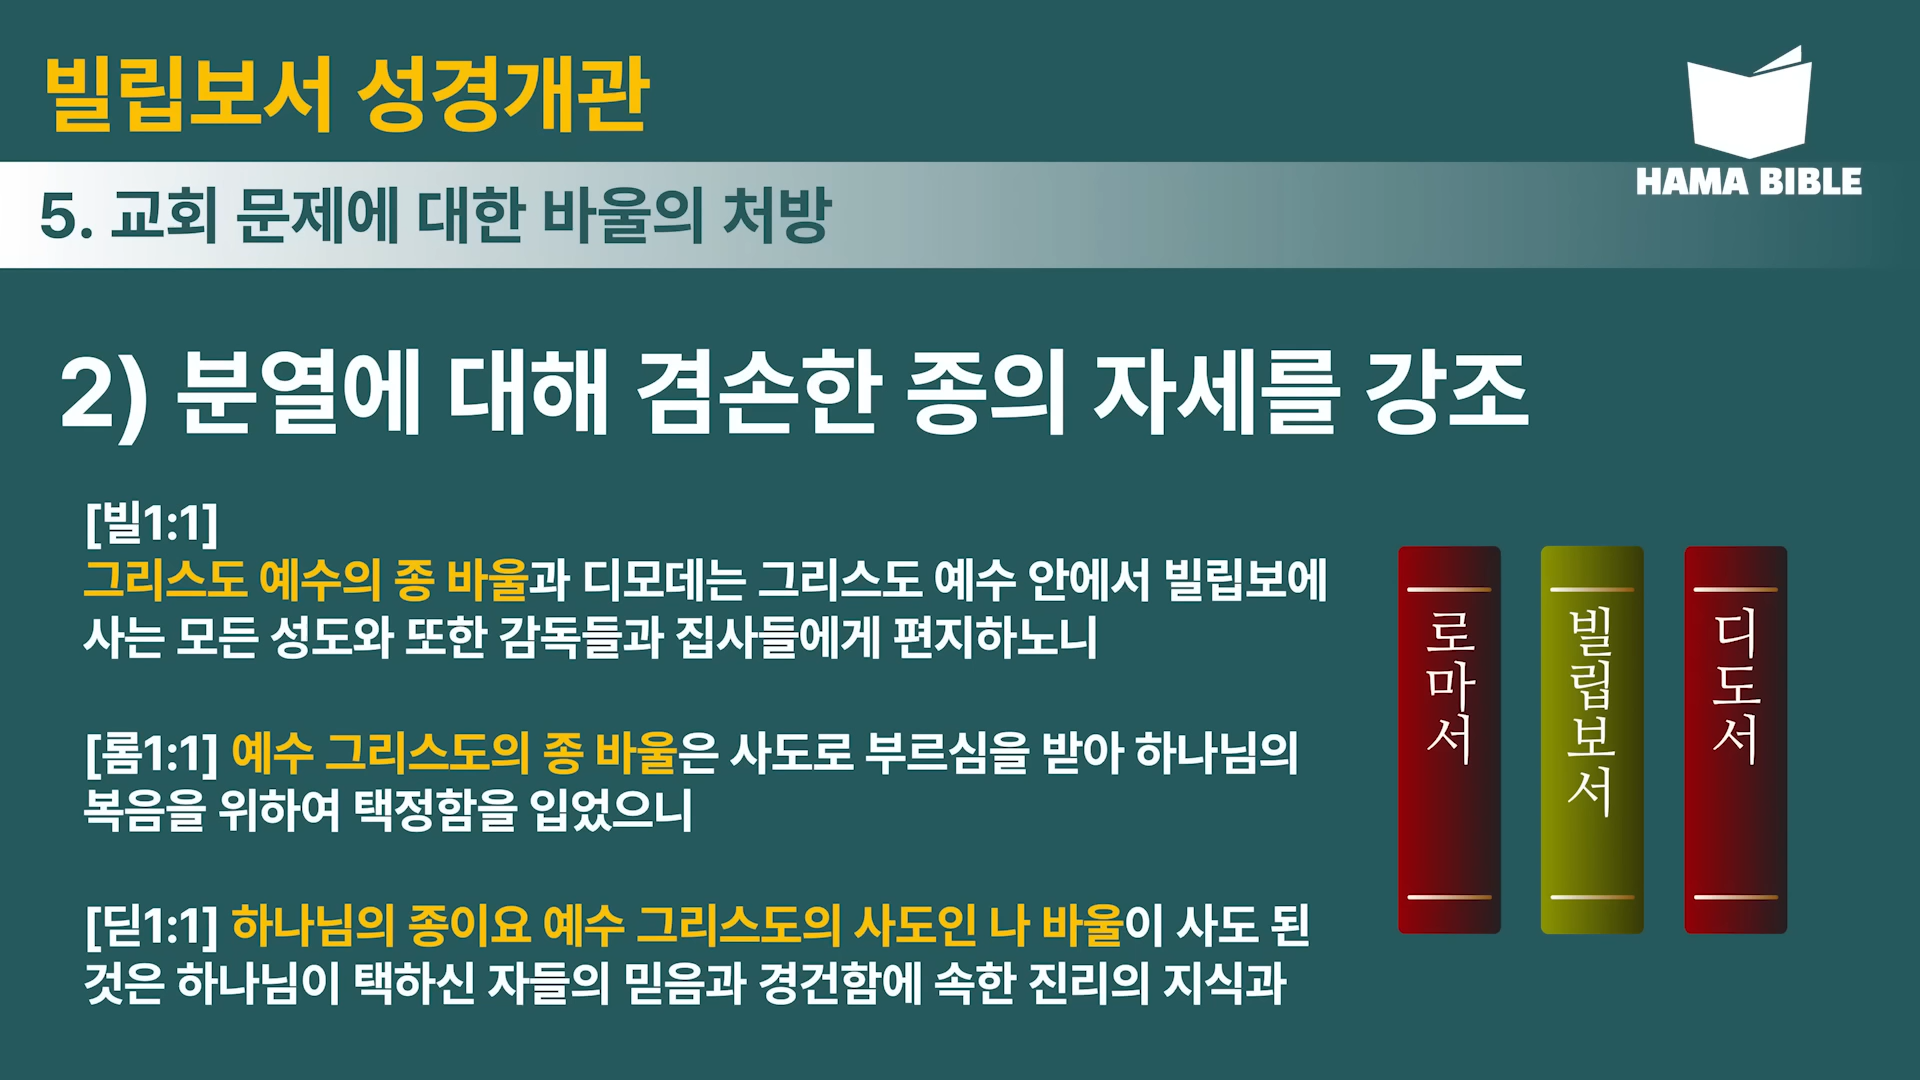 빌립보서 성경개관
HAMA BIBLE
5. 교회 문제에 대한 바울의 처방
2) 분열에 대해 겸손한 종의 자세를 강조
[빌1:1]
그리스도 예수의 종 바울과 디모데는 그리스도 예수 안에서 빌립보에
사는 모든 성도와 또한 감독들과 집사들에게 편지하노니
[롬1:1] 예수 그리스도의 종 바울은 사도로 부르심을 받아 하나님의
복음을 위하여 택정함을 입었으니
[딛1:1] 하나님의 종이요 예수 그리스도의 사도인 나 바울이 사도 된
것은 하나님이 택하신 자들의 믿음과 경건함에 속한 진리의 지식과
로마서
빌립보서
디도서